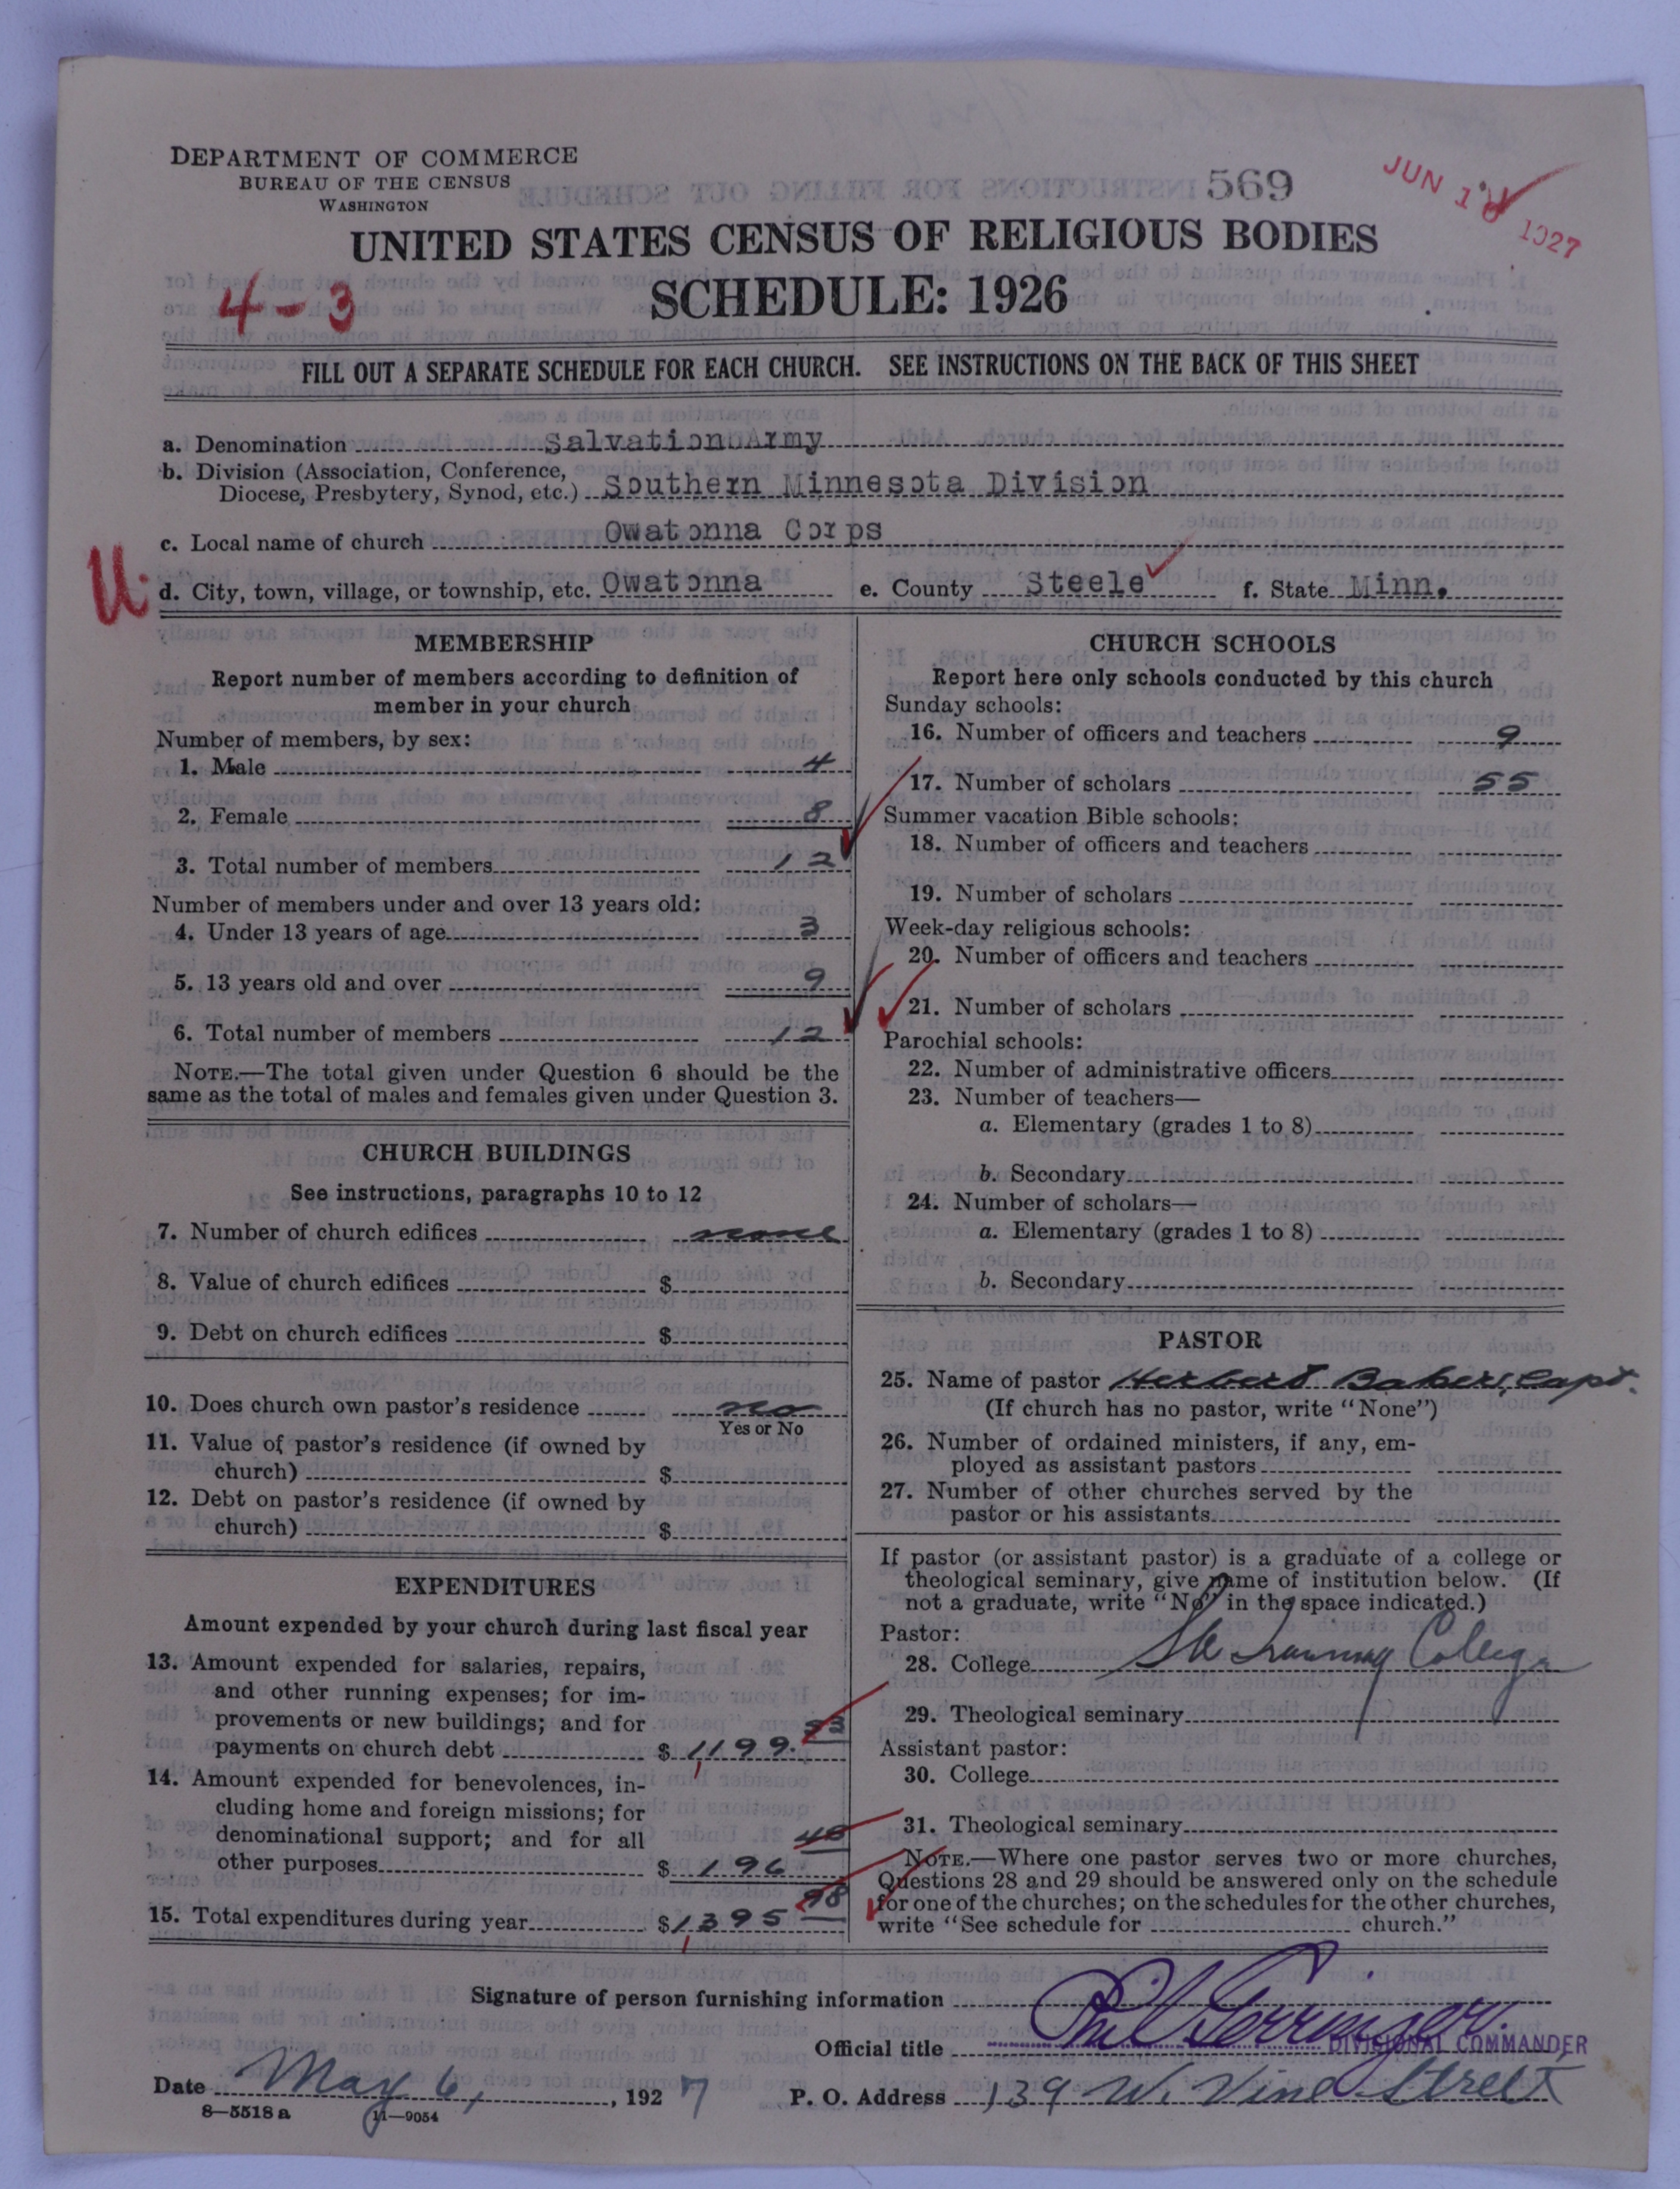 DEPARTMENT OF COMMERCE
BUREAU OF THE CENSUS
WASHINGTON
569
JUN 10 1927
UNITED STATES CENSUS OF RELIGIOUS BODIES
4-3
SCHEDULE: 1926
FILL OUT A SEPARATE SCHEDULE FOR EACH CHURCH. SEE INSTRUCTIONS ON THE BACK OF THIS SHEET
a. Denomination Salvation Army
b. Division (Association, Conference,
Diocese, Presbytery, Synod, etc.) Southern Minnesota Division
c. Local name of church Owatonna Corps
U.
d. City, town, village, or township, etc. Owatonna e. County Steele f. State Minn.
MEMBERSHIP
Report number of members according to definition of
member in your church
Number of members, by sex:
1. Male 4
2. Female 8
3. Total number of members 12
Number of members under and over 13 years old:
4. Under 13 years of age 3
5. 13 years old and over 9
6. Total number of members 12
NOTE.—The total given under Question 6 should be the
same as the total of males and females given under Question 3.
CHURCH BUILDINGS
See instructions, paragraphs 10 to 12
7. Number of church edifices none
8. Value of church edifices $
9. Debt on church edifices $
10. Does church own pastor's residence no
Yes or No
11. Value of pastor's residence (if owned by
church) $
12. Debt on pastor's residence (if owned by
church) $
EXPENDITURES
Amount expended by your church during last fiscal year
13. Amount expended for salaries, repairs,
and other running expenses; for im-
provements or new buildings; and for
payments on church debt $ 1,199.53
14. Amount expended for benevolences, in-
cluding home and foreign missions; for
denominational support; and for all
other purposes $ 196
15. Total expenditures during year $1,395 98
CHURCH SCHOOLS
Report here only schools conducted by this church
Sunday schools:
16. Number of officers and teachers 9
17. Number of scholars 55
Summer vacation Bible schools:
18. Number of officers and teachers
19. Number of scholars
Week-day religious schools:
20. Number of officers and teachers
21. Number of scholars
Parochial schools:
22. Number of administrative officers
23. Number of teachers—
a. Elementary (grades 1 to 8)
b. Secondary
24. Number of scholars—
a. Elementary (grades 1 to 8)
b. Secondary
PASTOR
25. Name of pastor Herbert Baker, Capt.
(If church has no pastor, write "None")
26. Number of ordained ministers, if any, em-
ployed as assistant pastors
27. Number of other churches served by the
pastor or his assistants
If pastor (or assistant pastor) is a graduate of a college or
theological seminary, give name of institution below. (If
not a graduate, write "No" in the space indicated.)
Pastor:
28. College Training College
29. Theological seminary
Assistant pastor:
30. College
31. Theological seminary
NOTE.—Where one pastor serves two or more churches,
Questions 28 and 29 should be answered only on the schedule
for one of the churches; on the schedules for the other churches,
write "See schedule for church."
Signature of person furnishing information
Official title Phil Gerringer. DIVISIONAL COMMANDER
Date May 6, 1927 P. O. Address 139 W. Vine Street
8—5518 a 11—9054